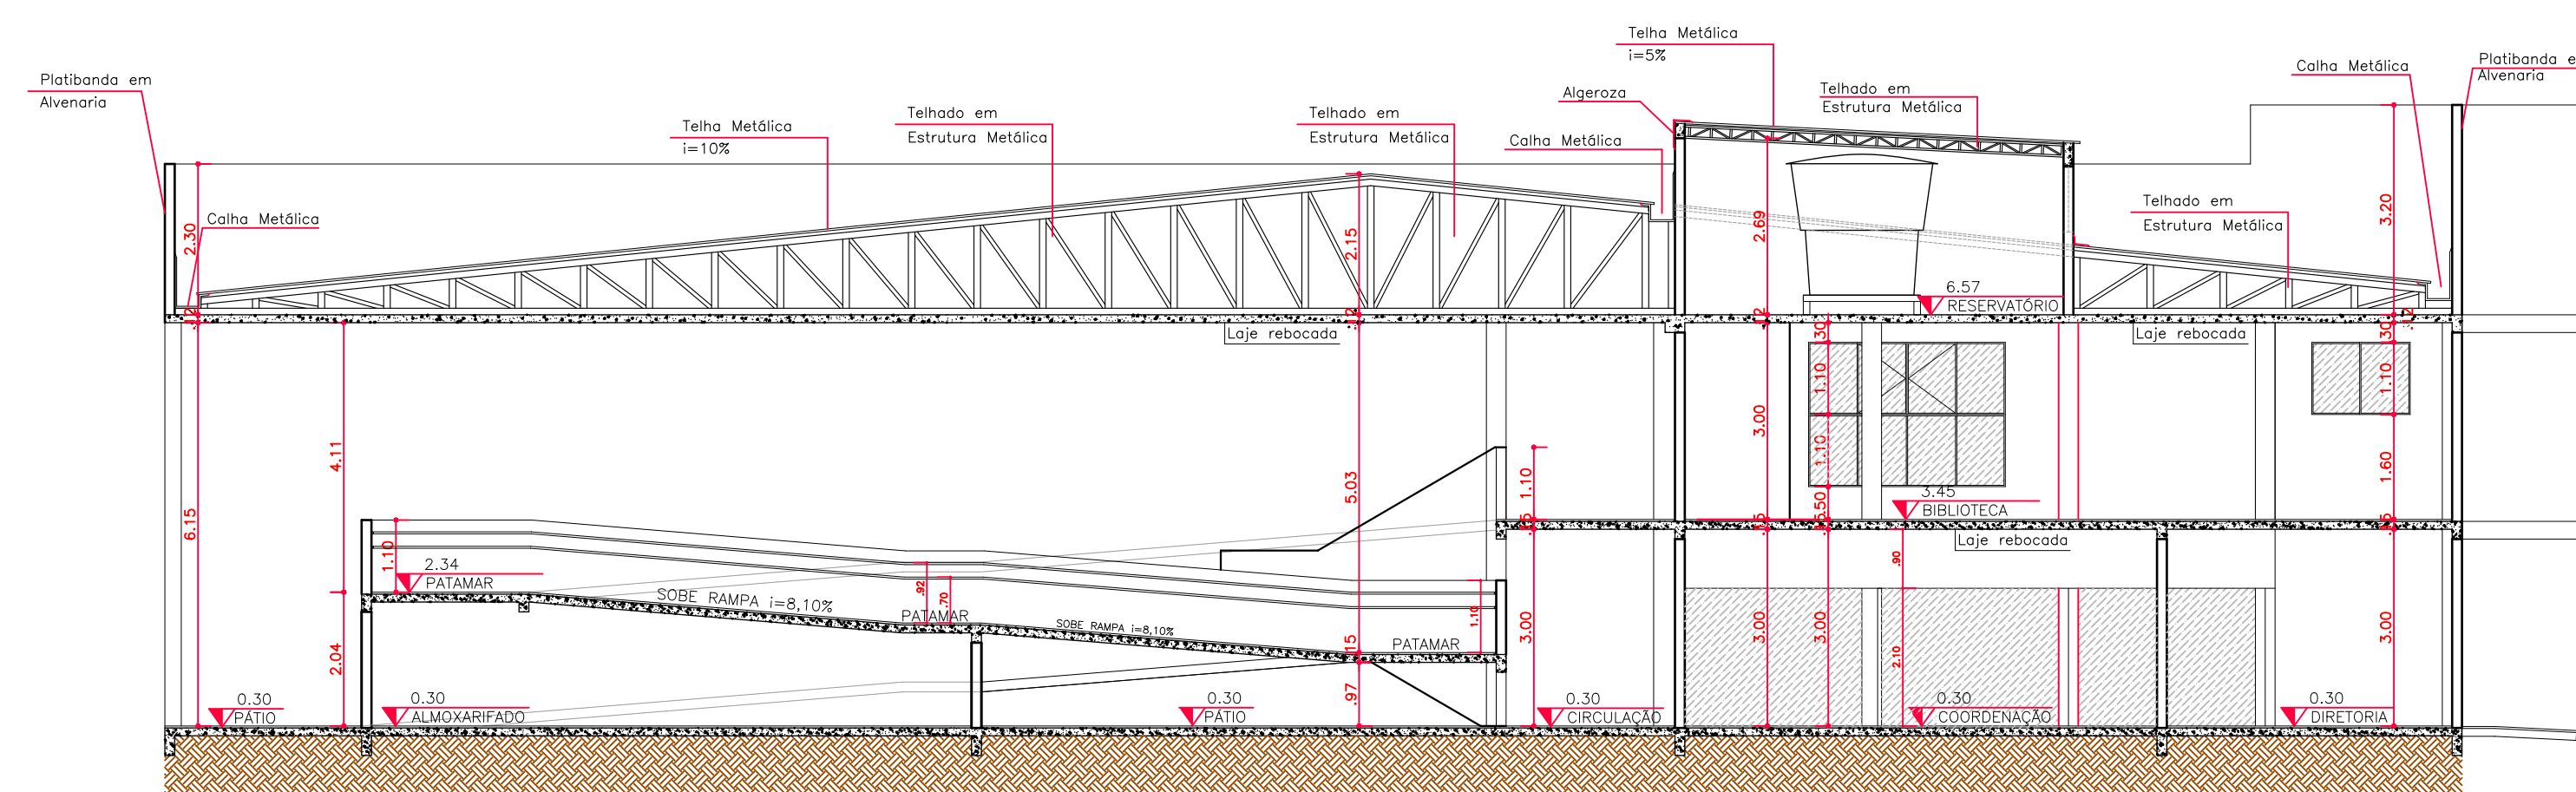 Telha Metálica
i=5%
Platibanda em
Alvenaria
Platibanda e
Alvenaria
Calha Metálica
Algeroza
Telhado em
Estrutura Metálica
Telha Metálica
i=10%
Telhado em
Estrutura Metálica
Telhado em
Estrutura Metálica
Calha Metálica
Calha Metálica
Telhado em
Estrutura Metálica
2.30
2.15
2.69
3.20
6.57
RESERVATÓRIO
.12
.12
.12
.12
Laje rebocada
Laje rebocada
.30
.30
1.10
1.10
4.11
3.00
1.10
1.60
5.03
1.10
6.15
3.45
BIBLIOTECA
.50
.15
.15
.15
.15
Laje rebocada
1.10
2.34
PATAMAR
.92
.70
.90
SOBE RAMPA i=8,10%
PATAMAR
SOBE RAMPA i=8,10%
1.10
3.00
3.00
3.00
3.00
PATAMAR
.15
2.04
2.10
.97
0.30
PÁTIO
0.30
ALMOXARIFADO
0.30
PÁTIO
0.30
CIRCULAÇÃO
0.30
COORDENAÇÃO
0.30
DIRETORIA